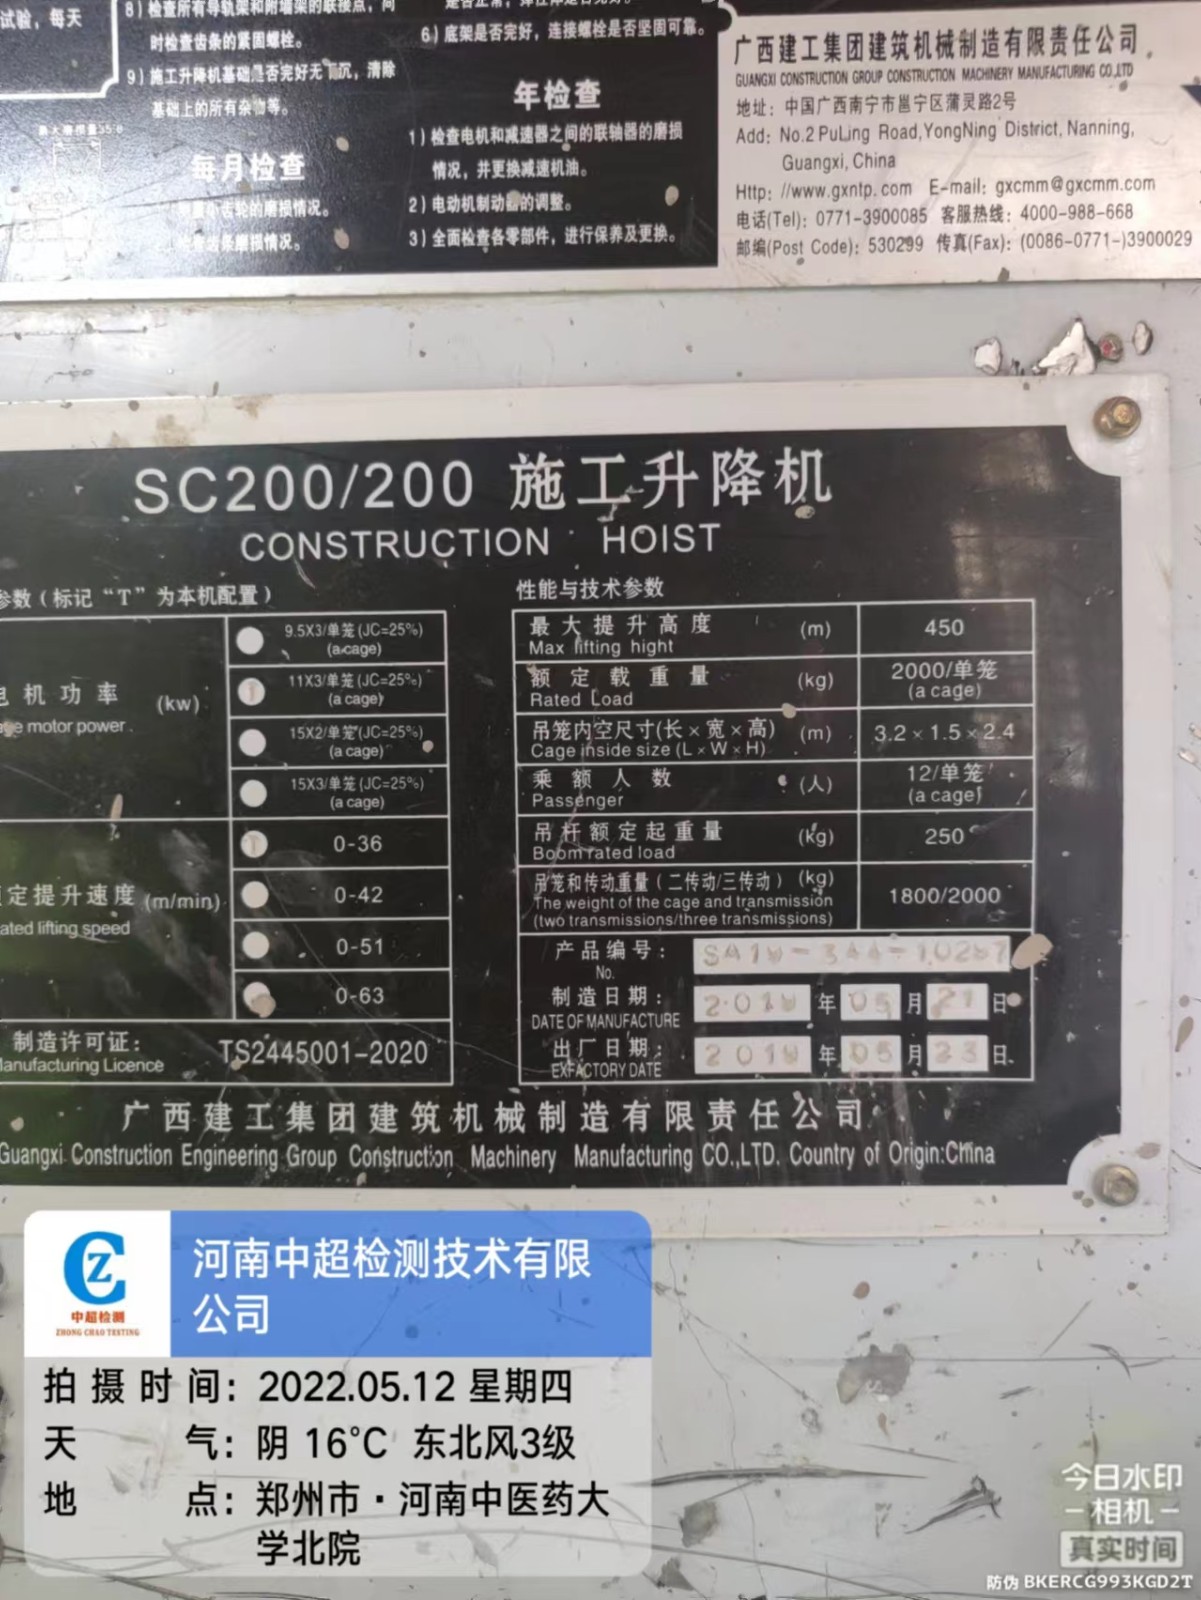 试验，每天
8）检查所有导轨架和附墙架的联接点，同
时检查齿条的紧固螺栓。
9）施工升降机基础是否完好无下沉，清除
基础上的所有杂物等。
每月检查
齿轮的磨损情况。
齿条磨损情况。
6）底架是否完好，连接螺栓是否坚固可靠。
年检查
1）检查电机和减速器之间的联轴器的磨损
情况，并更换减速机油。
2）电动机制动器的调整。
3）全面检查各零部件，进行保养及更换。
广西建工集团建筑机械制造有限责任公司
GUANGXI CONSTRUCTION GROUP CONSTRUCTION MACHINERY MANUFACTURING CO.,LTD
地址：中国广西南宁市邕宁区蒲灵路2号
Add: No.2 PuLing Road,YongNing District, Nanning,
Guangxi, China
Http: //www.gxntp.com E-mail: gxcmm@gxcmm.com
电话(Tel): 0771-3900085 客服热线: 4000-988-668
邮编(Post Code): 530299 传真(Fax): (0086-0771-)3900029
SC200/200 施工升降机
CONSTRUCTION HOIST
参数（标记“T”为本机配置）
电机功率 (kw)
motor power
9.5X3/单笼(JC=25%)
(a cage)
11X3/单笼(JC=25%)
(a cage)
15X2/单笼(JC=25%)
(a cage)
15X3/单笼(JC=25%)
(a cage)
定提升速度 (m/min)
ated lifting speed
0-36
0-42
0-51
0-63
制造许可证:
anufacturing Licence
TS2445001-2020
性能与技术参数
最大提升高度 (m) 450
Max lifting hight
额定载重量 (kg) 2000/单笼
Rated Load (a cage)
吊笼内空尺寸(长×宽×高) (m) 3.2×1.5×2.4
Cage inside size (L×W×H)
乘额人数 (人) 12/单笼
Passenger (a cage)
吊杆额定起重量 (kg) 250
Boom rated load
吊笼和传动重量（二传动/三传动）(kg) 1800/2000
The weight of the cage and transmission
(two transmissions/three transmissions)
产品编号:
No.
制造日期: 年 05 月 21 日
DATE OF MANUFACTURE
出厂日期: 年 05 月 23 日
EXFACTORY DATE
广西建工集团建筑机械制造有限责任公司
Guangxi Construction Engineering Group Construction Machinery Manufacturing CO.,LTD. Country of Origin:China
中超检测
ZHONG CHAO TESTING
河南中超检测技术有限
公司
拍摄时间: 2022.05.12 星期四
天气: 阴 16°C 东北风3级
地点: 郑州市·河南中医药大
学北院
今日水印
-相机-
真实时间
防伪 BKERCG993KGD2T